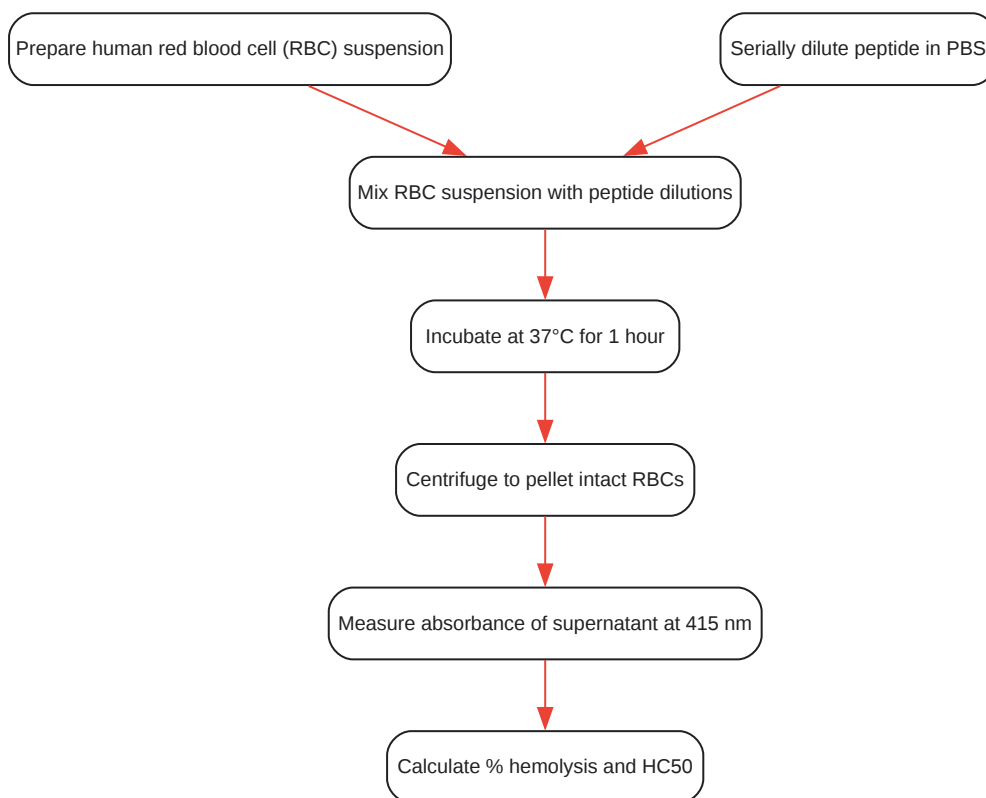 Prepare human red blood cell (RBC) suspension
Serially dilute peptide in PBS
Mix RBC suspension with peptide dilutions
Incubate at 37°C for 1 hour
Centrifuge to pellet intact RBCs
Measure absorbance of supernatant at 415 nm
Calculate % hemolysis and HC50